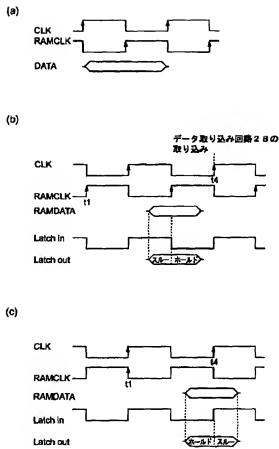 (a)
CLK
RAMCLK
DATA
(b)
データ取り込み回路28の
取り込み
CLK
t4
RAMCLK
t1
RAMDATA
Latch in
Latch out
スルー
ホールド
(c)
CLK
t4
RAMCLK
t1
RAMDATA
Latch in
Latch out
ホールド
スルー